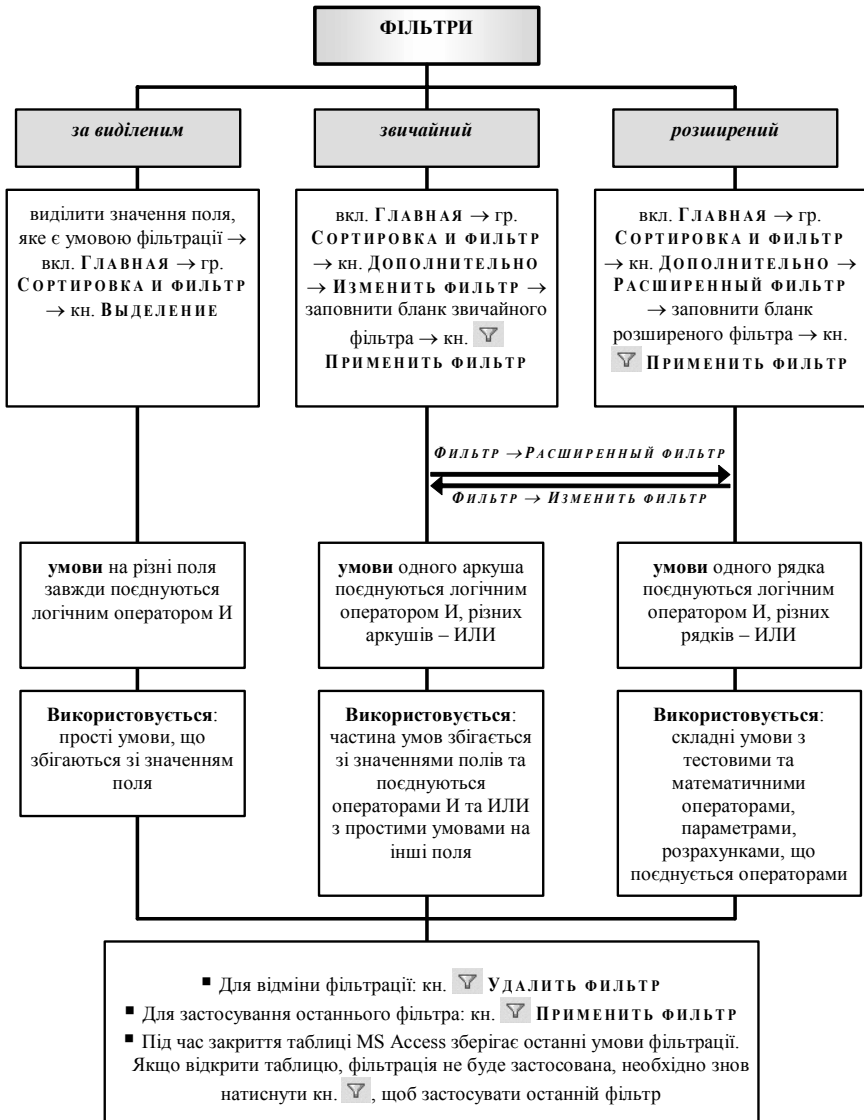 ФІЛЬТРИ
за виділеним
звичайний
розширений
виділити значення поля,
яке є умовою фільтрації →
вкл. ГЛАВНАЯ → гр.
СОРТИРОВКА И ФИЛЬТР
→ кн. ВЫДЕЛЕНИЕ
вкл. ГЛАВНАЯ → гр.
СОРТИРОВКА И ФИЛЬТР
→ кн. ДОПОЛНИТЕЛЬНО
→ ИЗМЕНИТЬ ФИЛЬТР →
заповнити бланк звичайного
фільтра → кн.
ПРИМЕНИТЬ ФИЛЬТР
вкл. ГЛАВНАЯ → гр.
СОРТИРОВКА И ФИЛЬТР
→ кн. ДОПОЛНИТЕЛЬНО →
РАСШИРЕННЫЙ ФИЛЬТР
→ заповнити бланк
розширеного фільтра → кн.
ПРИМЕНИТЬ ФИЛЬТР
ФИЛЬТР → РАСШИРЕННЫЙ ФИЛЬТР
ФИЛЬТР → ИЗМЕНИТЬ ФИЛЬТР
умови на різні поля
завжди поєднуються
логічним оператором И
умови одного аркуша
поєднуються логічним
оператором И, різних
аркушів – ИЛИ
умови одного рядка
поєднуються логічним
оператором И, різних
рядків – ИЛИ
Використовується:
прості умови, що
збігаються зі значенням
поля
Використовується:
частина умов збігається
зі значеннями полів та
поєднуються
операторами И та ИЛИ
з простими умовами на
інші поля
Використовується:
складні умови з
тестовими та
математичними
операторами,
параметрами,
розрахунками, що
поєднується операторами
▪ Для відміни фільтрації: кн. УДАЛИТЬ ФИЛЬТР
▪ Для застосування останнього фільтра: кн. ПРИМЕНИТЬ ФИЛЬТР
▪ Під час закриття таблиці MS Access зберігає останні умови фільтрації.
Якщо відкрити таблицю, фільтрація не буде застосована, необхідно знов
натиснути кн. , щоб застосувати останній фільтр